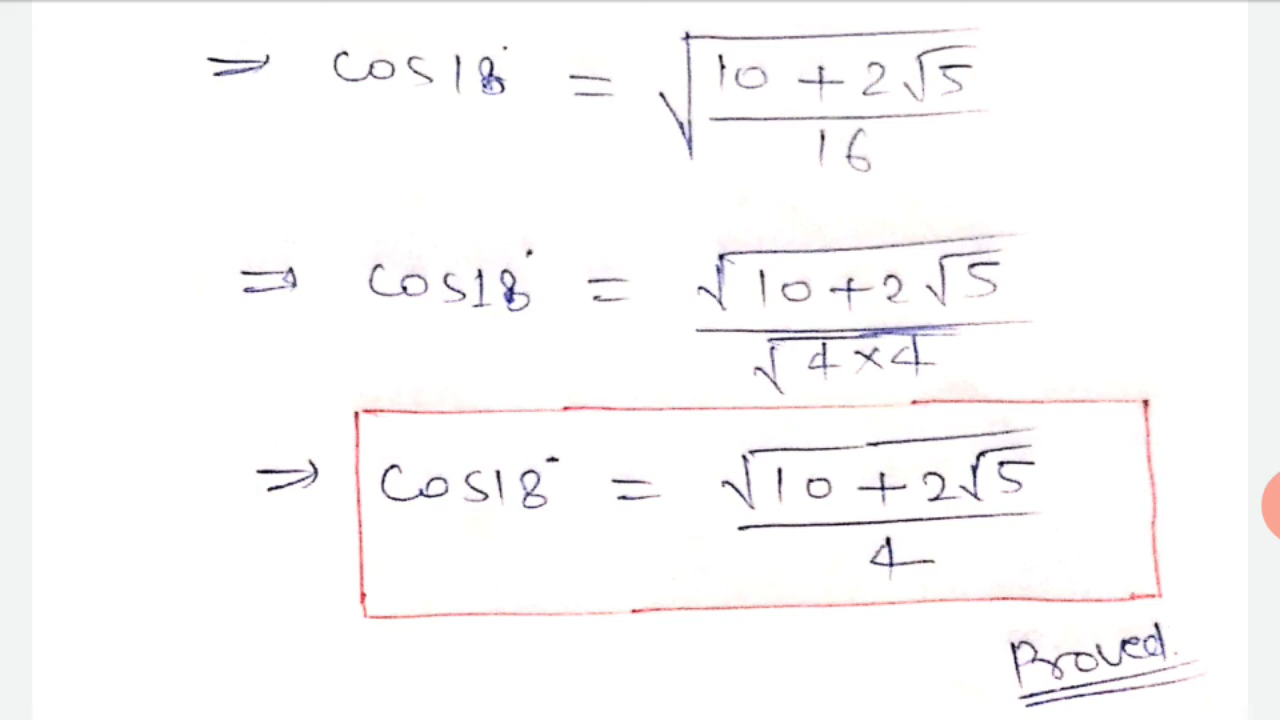 ⇒ cos18° = √(10 + 2√5 / 16)
⇒ cos18° = √(10+2√5) / √(4×4)
⇒ cos18° = √(10 + 2√5) / 4
Proved.